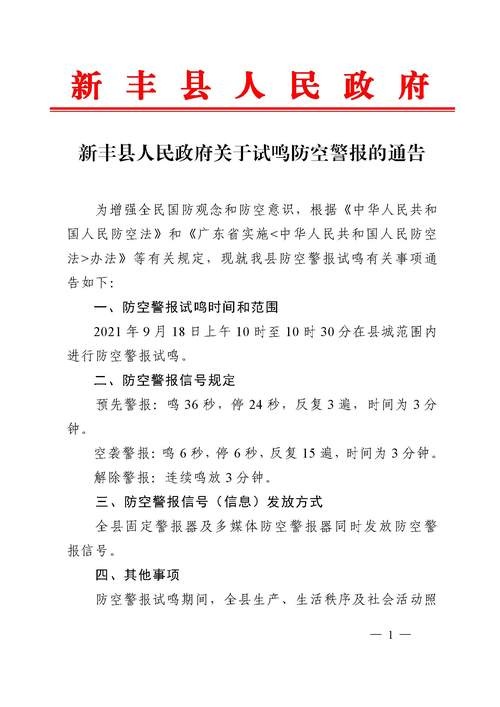 新丰县人民政府
新丰县人民政府关于试鸣防空警报的通告
为增强全民国防观念和防空意识，根据《中华人民共和
国人民防空法》和《广东省实施<中华人民共和国人民防空
法>办法》等有关规定，现就我县防空警报试鸣有关事项通
告如下：
一、防空警报试鸣时间和范围
2021年9月18日上午10时至10时30分在县城范围内
进行防空警报试鸣。
二、防空警报信号规定
预先警报：鸣36秒，停24秒，反复3遍，时间为3分
钟。
空袭警报：鸣6秒，停6秒，反复15遍，时间为3分钟。
解除警报：连续鸣放3分钟。
三、防空警报信号（信息）发放方式
全县固定警报器及多媒体防空警报器同时发放防空警
报信号。
四、其他事项
防空警报试鸣期间，全县生产、生活秩序及社会活动照
— 1 —